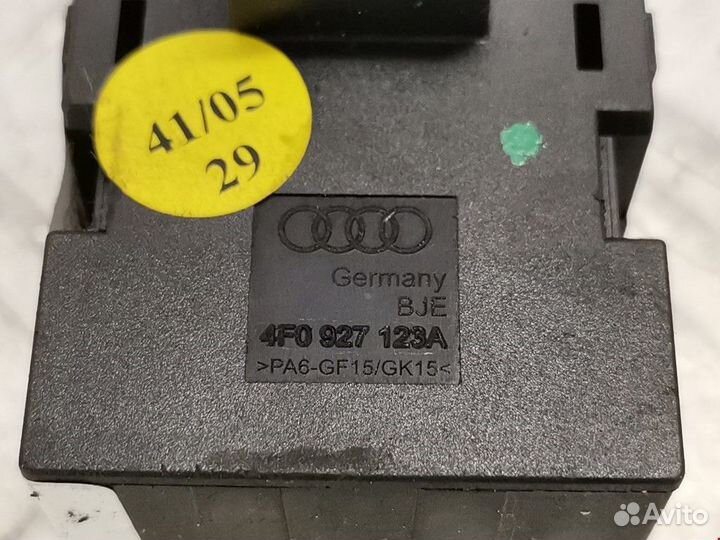 41/05
29
Germany
BJE
4F0 927 123A
>PA6-GF15/GK15<
Avito